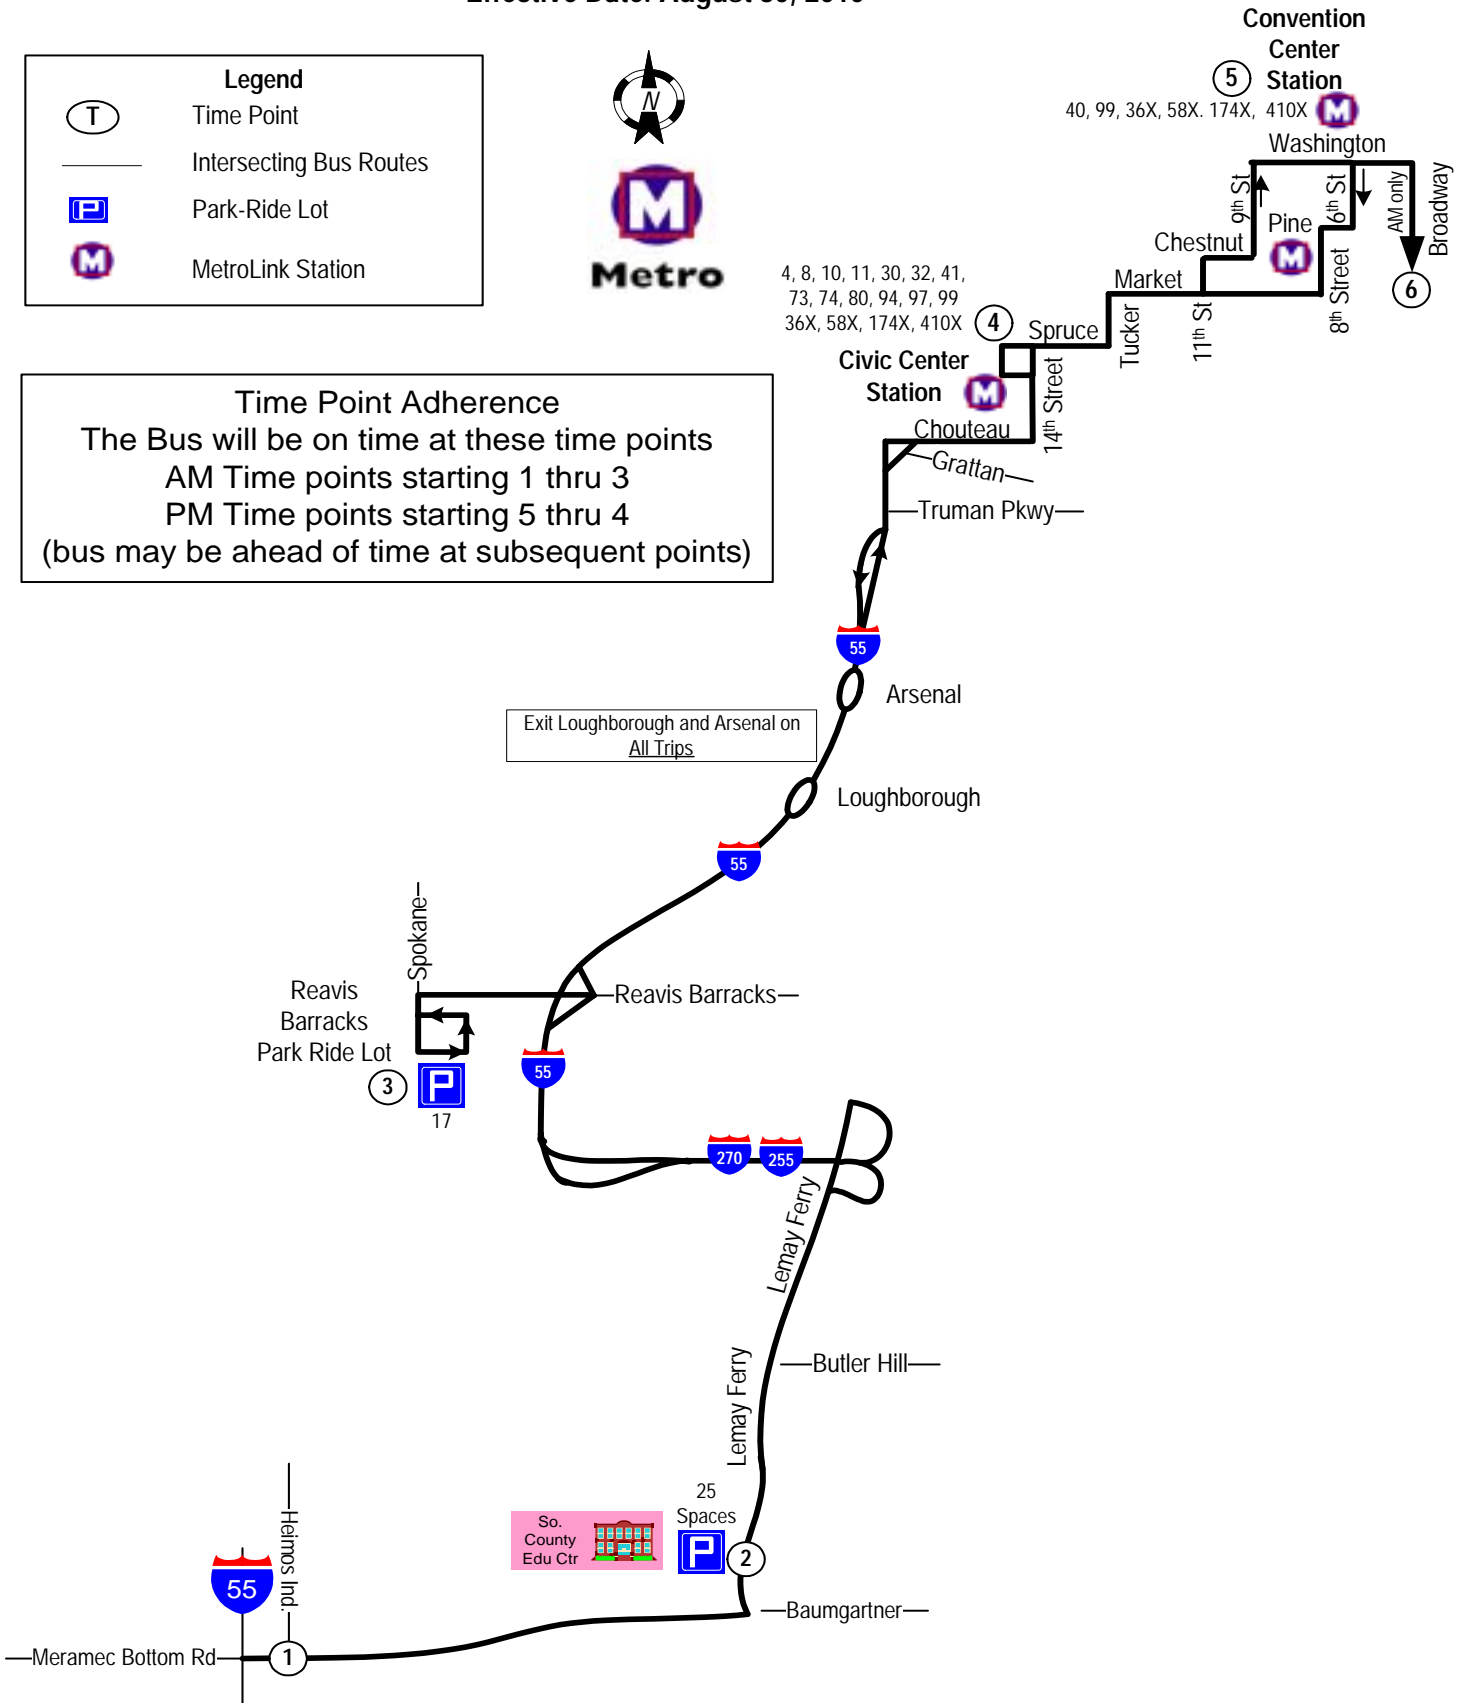 Legend
T
Time Point
Intersecting Bus Routes
P
Park-Ride Lot
M
MetroLink Station
N
M
Metro
Convention
Center
5
Station
40, 99, 36X, 58X. 174X, 410X
M
Washington
9th St
6th St
AM only
Broadway
Pine
M
Chestnut
8th Street
6
Market
11th St
Tucker
4, 8, 10, 11, 30, 32, 41,
73, 74, 80, 94, 97, 99
36X, 58X, 174X, 410X
4
Spruce
Civic Center
Station
M
14th Street
Chouteau
Grattan
Truman Pkwy
Time Point Adherence
The Bus will be on time at these time points
AM Time points starting 1 thru 3
PM Time points starting 5 thru 4
(bus may be ahead of time at subsequent points)
55
Arsenal
Exit Loughborough and Arsenal on
All Trips
Loughborough
55
Spokane
Reavis
Barracks
Park Ride Lot
Reavis Barracks
3
P
17
55
270
255
Lemay Ferry
Butler Hill
Lemay Ferry
25
Spaces
So.
County
Edu Ctr
P
2
Baumgartner
Heimos Ind.
55
Meramec Bottom Rd
1